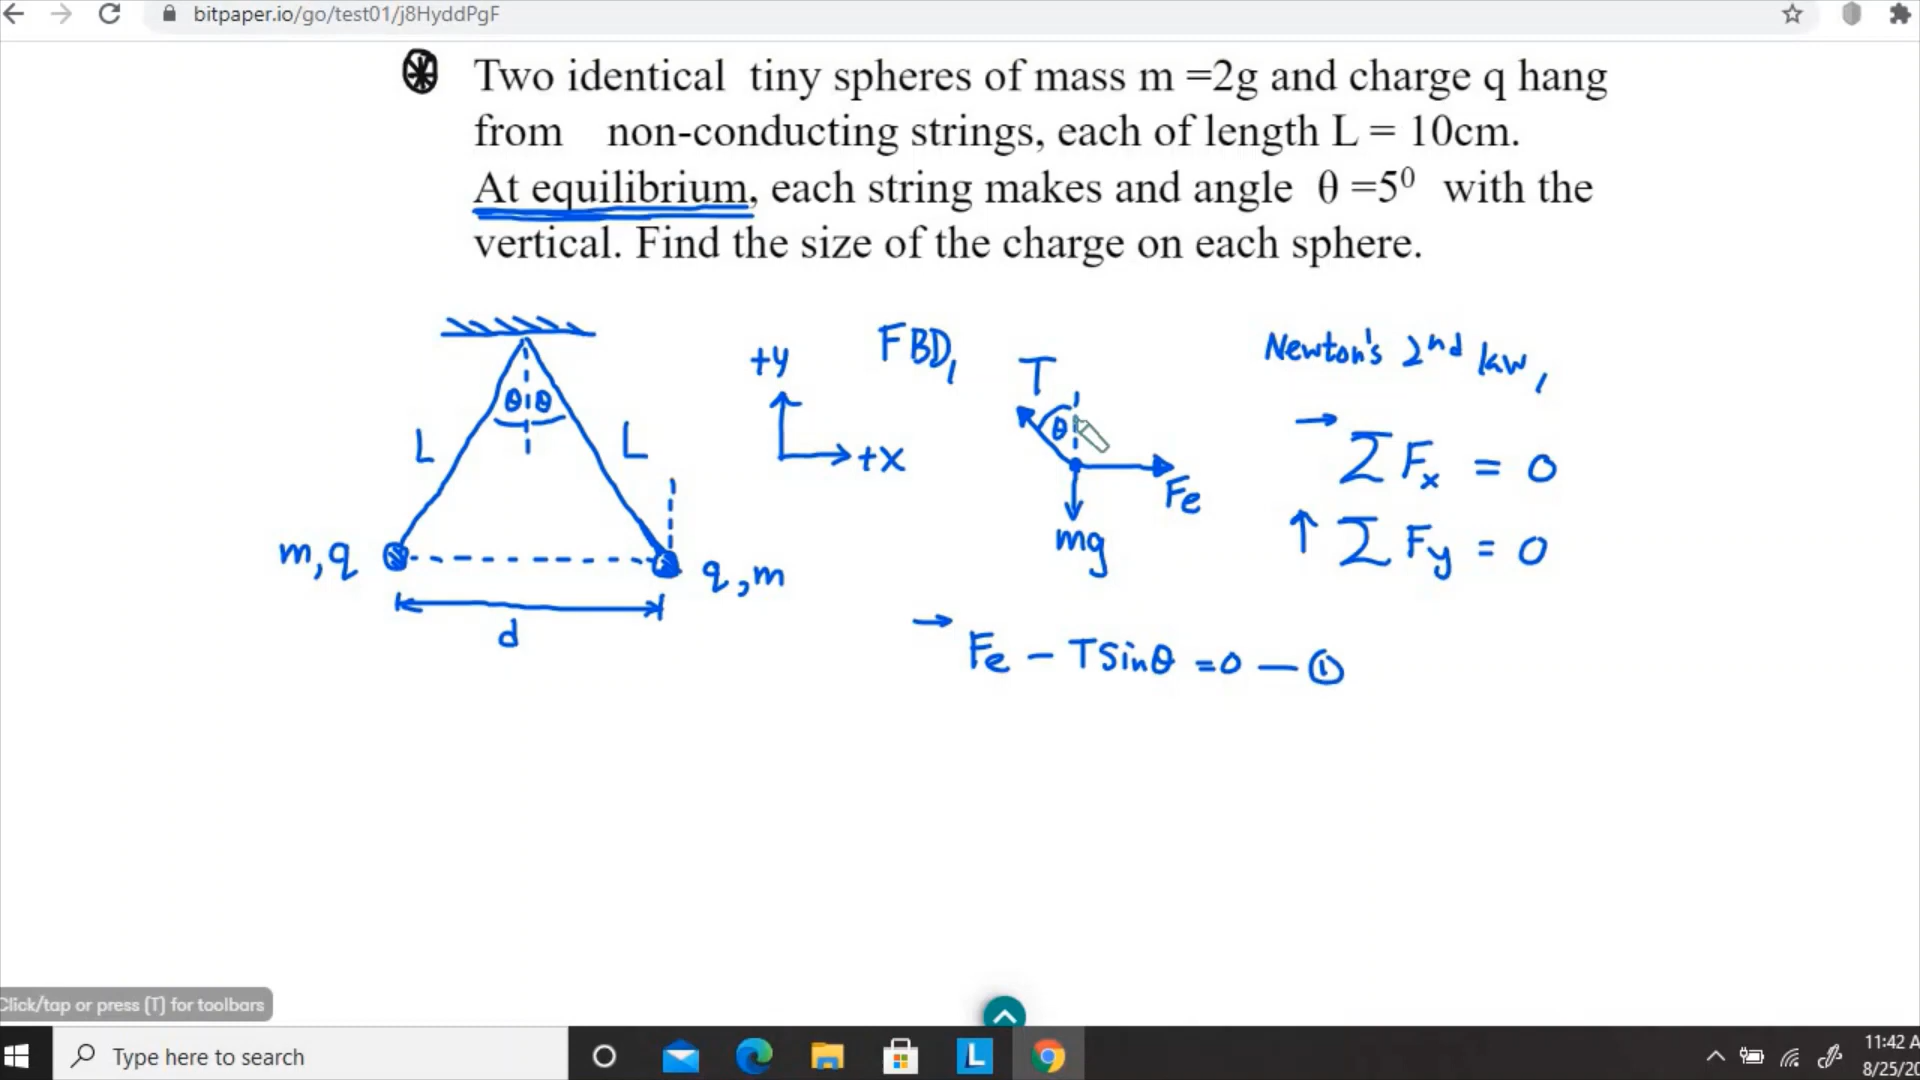 bitpaper.io/go/test01/j8HyddPgF
Two identical tiny spheres of mass m =2g and charge q hang
from non-conducting strings, each of length L = 10cm.
At equilibrium, each string makes and angle θ =5⁰ with the
vertical. Find the size of the charge on each sphere.
θ θ
L
L
m,q
q,m
d
+y
+x
FBD,
T
θ
Fe
mg
Newton's 2nd law,
→ ΣFx = 0
↑ ΣFy = 0
→ Fe - T Sinθ = 0 — ①
Click/tap or press (T) for toolbars
Type here to search
L
11:42 A
8/25/20